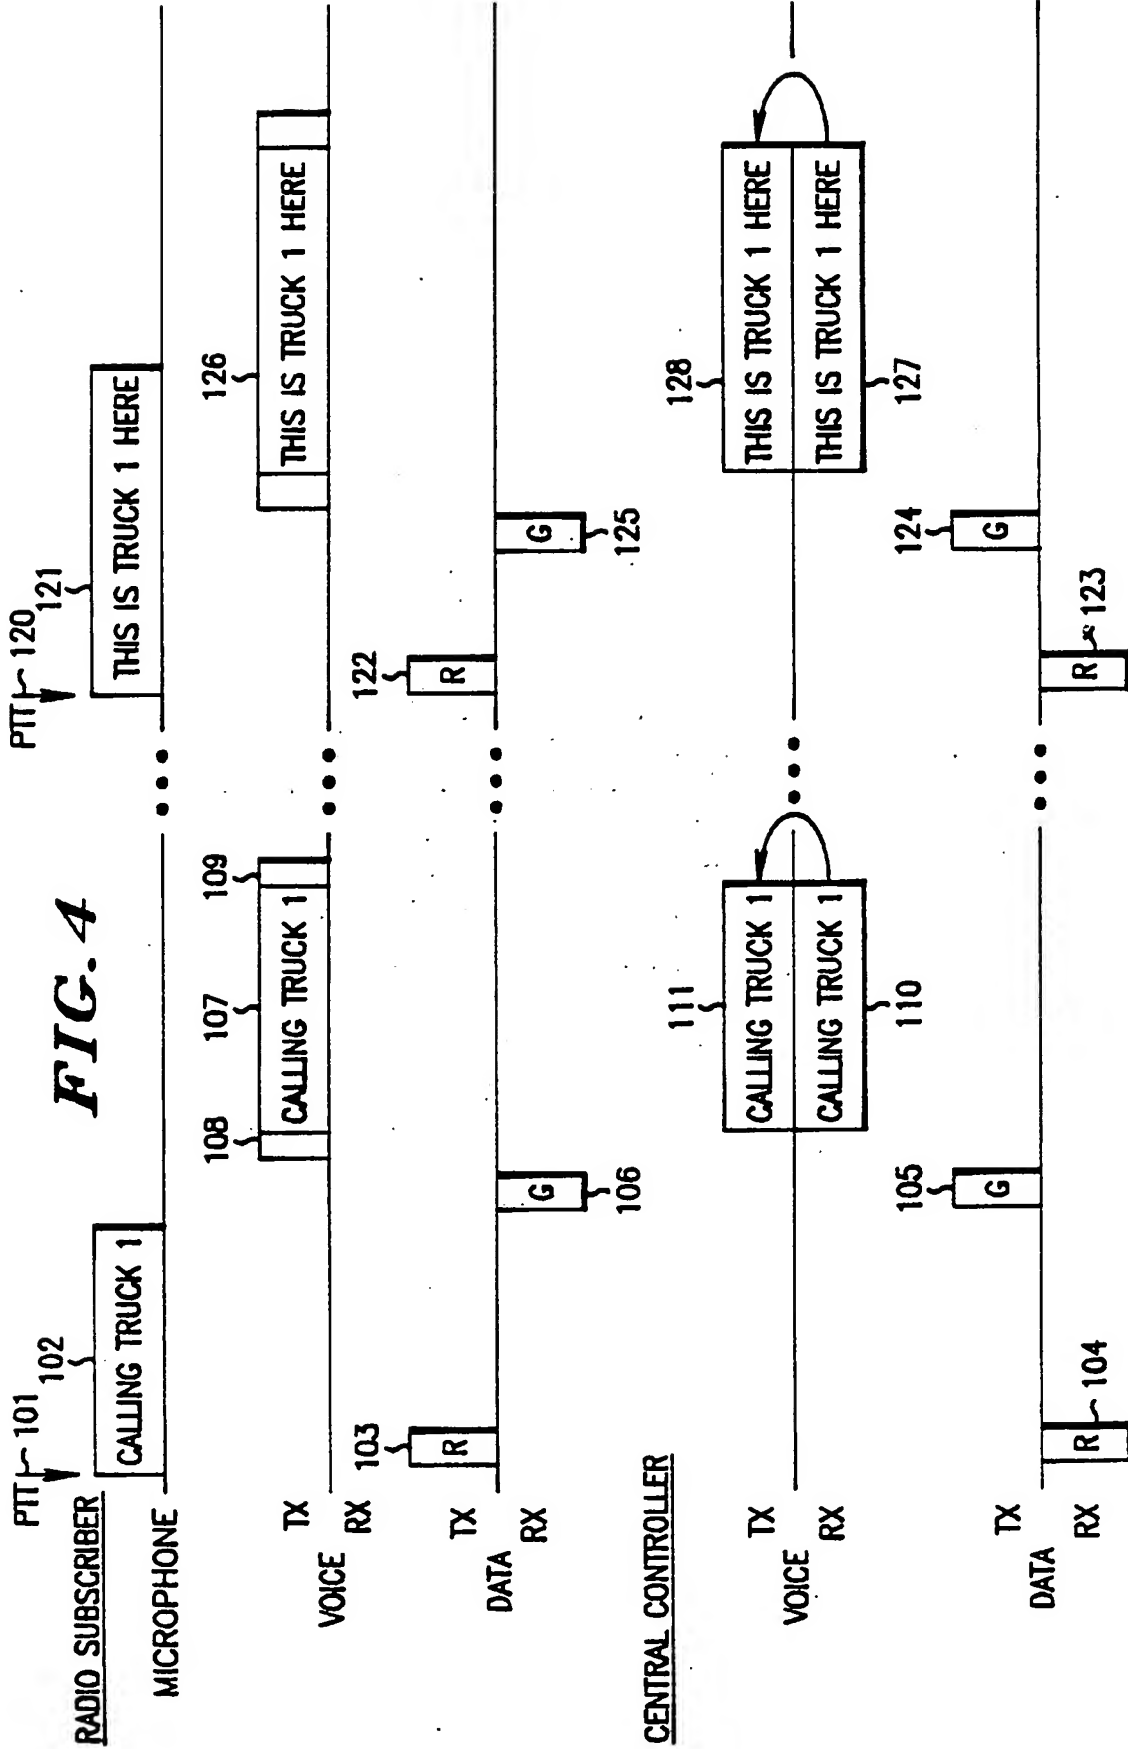 FIG. 4
RADIO SUBSCRIBER
PTT 101
PTT 120
102
121
MICROPHONE
CALLING TRUCK 1
THIS IS TRUCK 1 HERE
108
107
109
126
VOICE
TX
RX
CALLING TRUCK 1
THIS IS TRUCK 1 HERE
103
122
DATA
TX
RX
R
G
R
G
106
125
CENTRAL CONTROLLER
111
128
VOICE
TX
RX
CALLING TRUCK 1
THIS IS TRUCK 1 HERE
CALLING TRUCK 1
THIS IS TRUCK 1 HERE
110
127
105
124
DATA
TX
RX
G
G
R
104
R
123